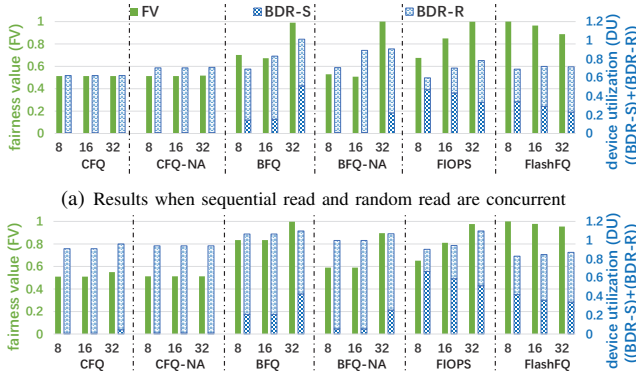 FV BDR-S BDR-R
fairness value (FV)
1
0.8
0.6
0.4
0.2
0
1.2
1
0.8
0.6
0.4
0.2
0
device utilization (DU)
((BDR-S)+(BDR-R))
8 16 32 8 16 32 8 16 32 8 16 32 8 16 32 8 16 32
CFQ CFQ-NA BFQ BFQ-NA FIOPS FlashFQ
(a) Results when sequential read and random read are concurrent
fairness value (FV)
1
0.8
0.6
0.4
0.2
0
1.2
1
0.8
0.6
0.4
0.2
0
device utilization (DU)
((BDR-S)+(BDR-R))
8 16 32 8 16 32 8 16 32 8 16 32 8 16 32 8 16 32
CFQ CFQ-NA BFQ BFQ-NA FIOPS FlashFQ